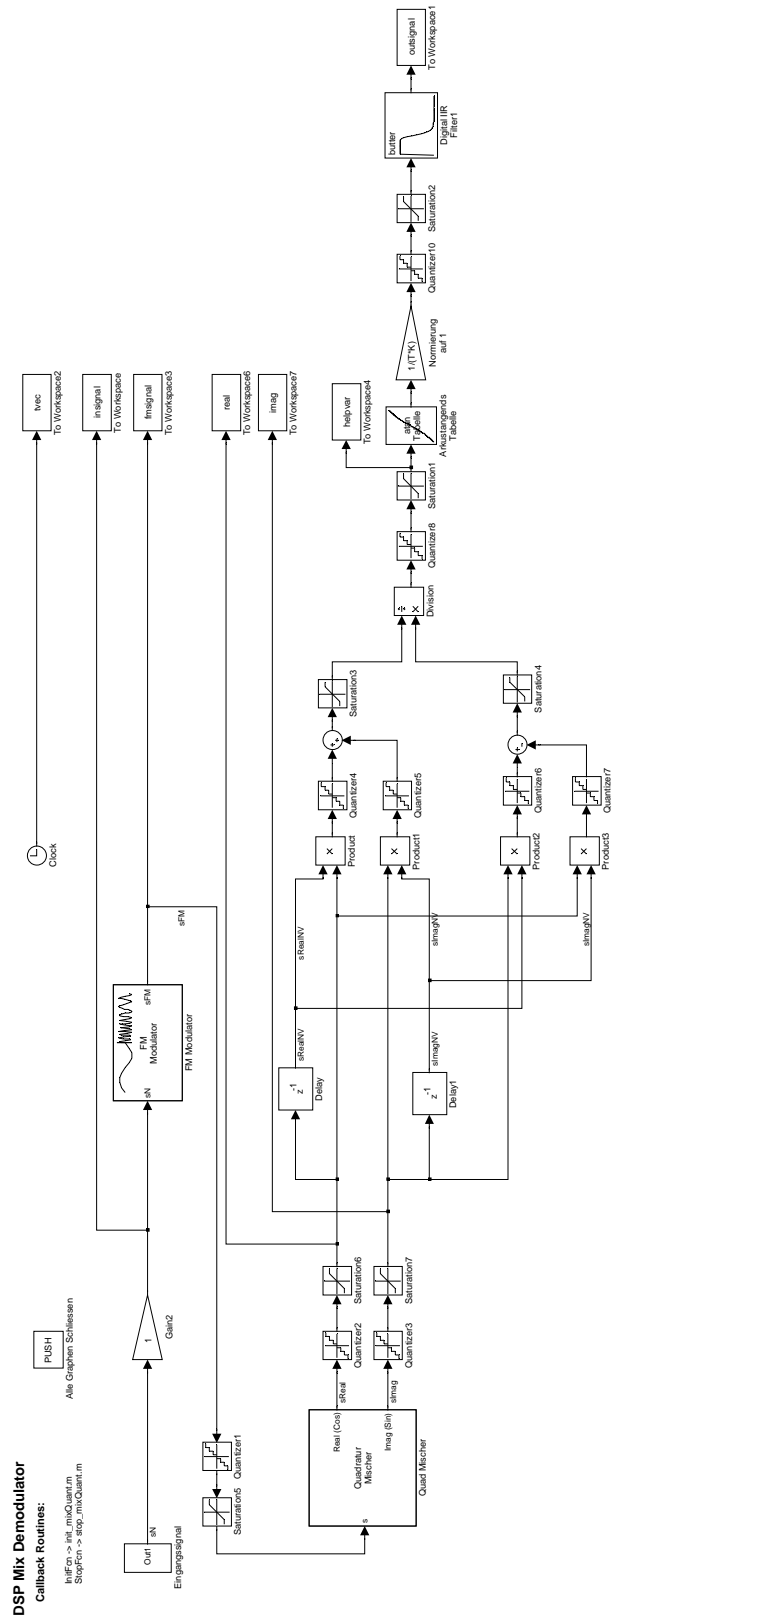 DSP Mix Demodulator
Callback Routines:
InitFcn -> init_mixQuant.m
StopFcn -> stop_mixQuant.m
PUSH
Alle Graphen Schliessen
Clock
tvec
To Workspace2
insignal
To Workspace
Out1
Eingangssignal
sN
1
Gain2
sN
FM
Modulator
sFM
FM Modulator
fmsignal
To Workspace3
sFM
Saturation5
Quantizer1
real
To Workspace6
imag
To Workspace7
s
Quadratur
Mischer
Real (Cos)
Imag (Sin)
Quad Mischer
sReal
sImag
Quantizer2
Saturation6
Quantizer3
Saturation7
z-1
Delay
sRealNV
sRealNV
z-1
Delay1
sImagNV
sImagNV
sImagNV
x
Product
x
Product1
x
Product2
x
Product3
Quantizer4
Quantizer5
Quantizer6
Quantizer7
+
+
+
-
Saturation3
Saturation4
÷
x
Division
Quantizer8
Saturation1
helpvar
To Workspace4
atan
Tabelle
Arkustangends
Tabelle
1/(T*K)
Normierung
auf 1
Quantizer10
Saturation2
butter
Digital IIR
Filter1
outsignal
To Workspace1